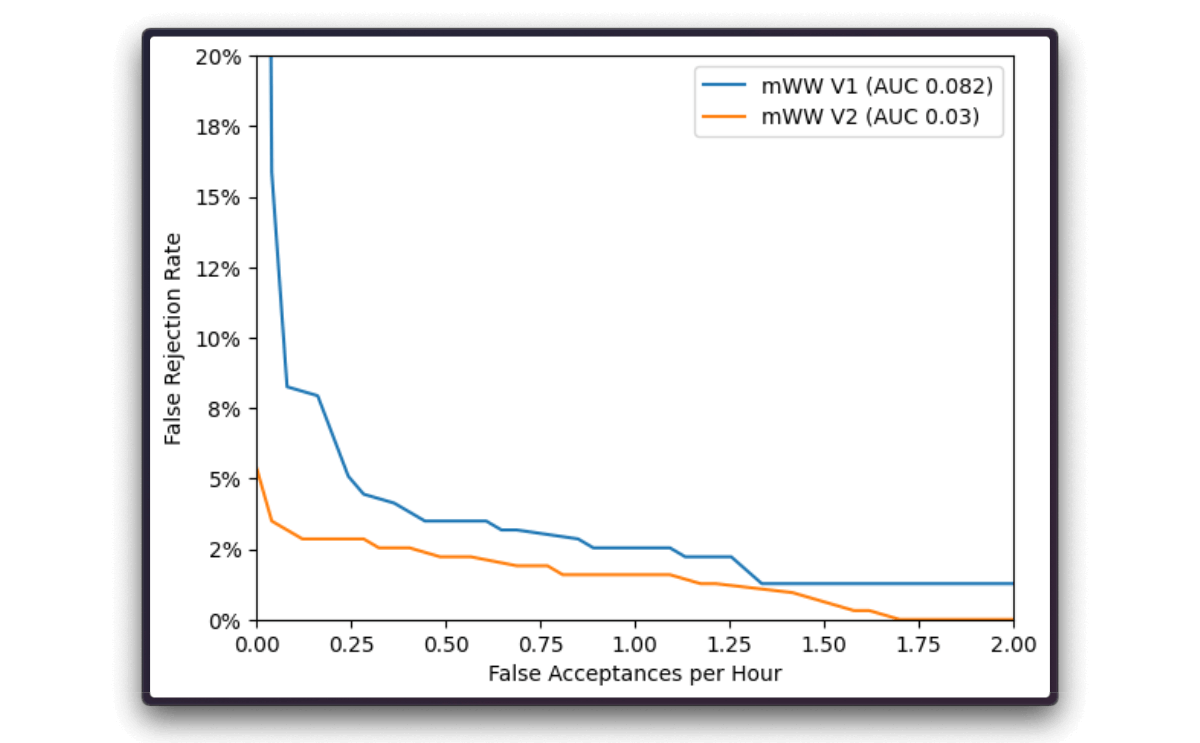 20%
18%
15%
12%
10%
8%
5%
2%
0%
False Rejection Rate
mWW V1 (AUC 0.082)
mWW V2 (AUC 0.03)
0.00 0.25 0.50 0.75 1.00 1.25 1.50 1.75 2.00
False Acceptances per Hour